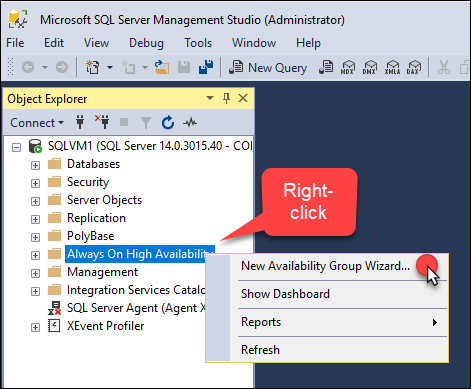 Microsoft SQL Server Management Studio (Administrator)
File Edit View Debug Tools Window Help
New Query MDX DMX XMLA DAX
Object Explorer
Connect
SQLVM1 (SQL Server 14.0.3015.40 - CO
Databases
Security
Server Objects
Replication
PolyBase
Always On High Availability
Management
Integration Services Catalo
SQL Server Agent (Agent X
XEvent Profiler
Right-
click
New Availability Group Wizard...
Show Dashboard
Reports
Refresh